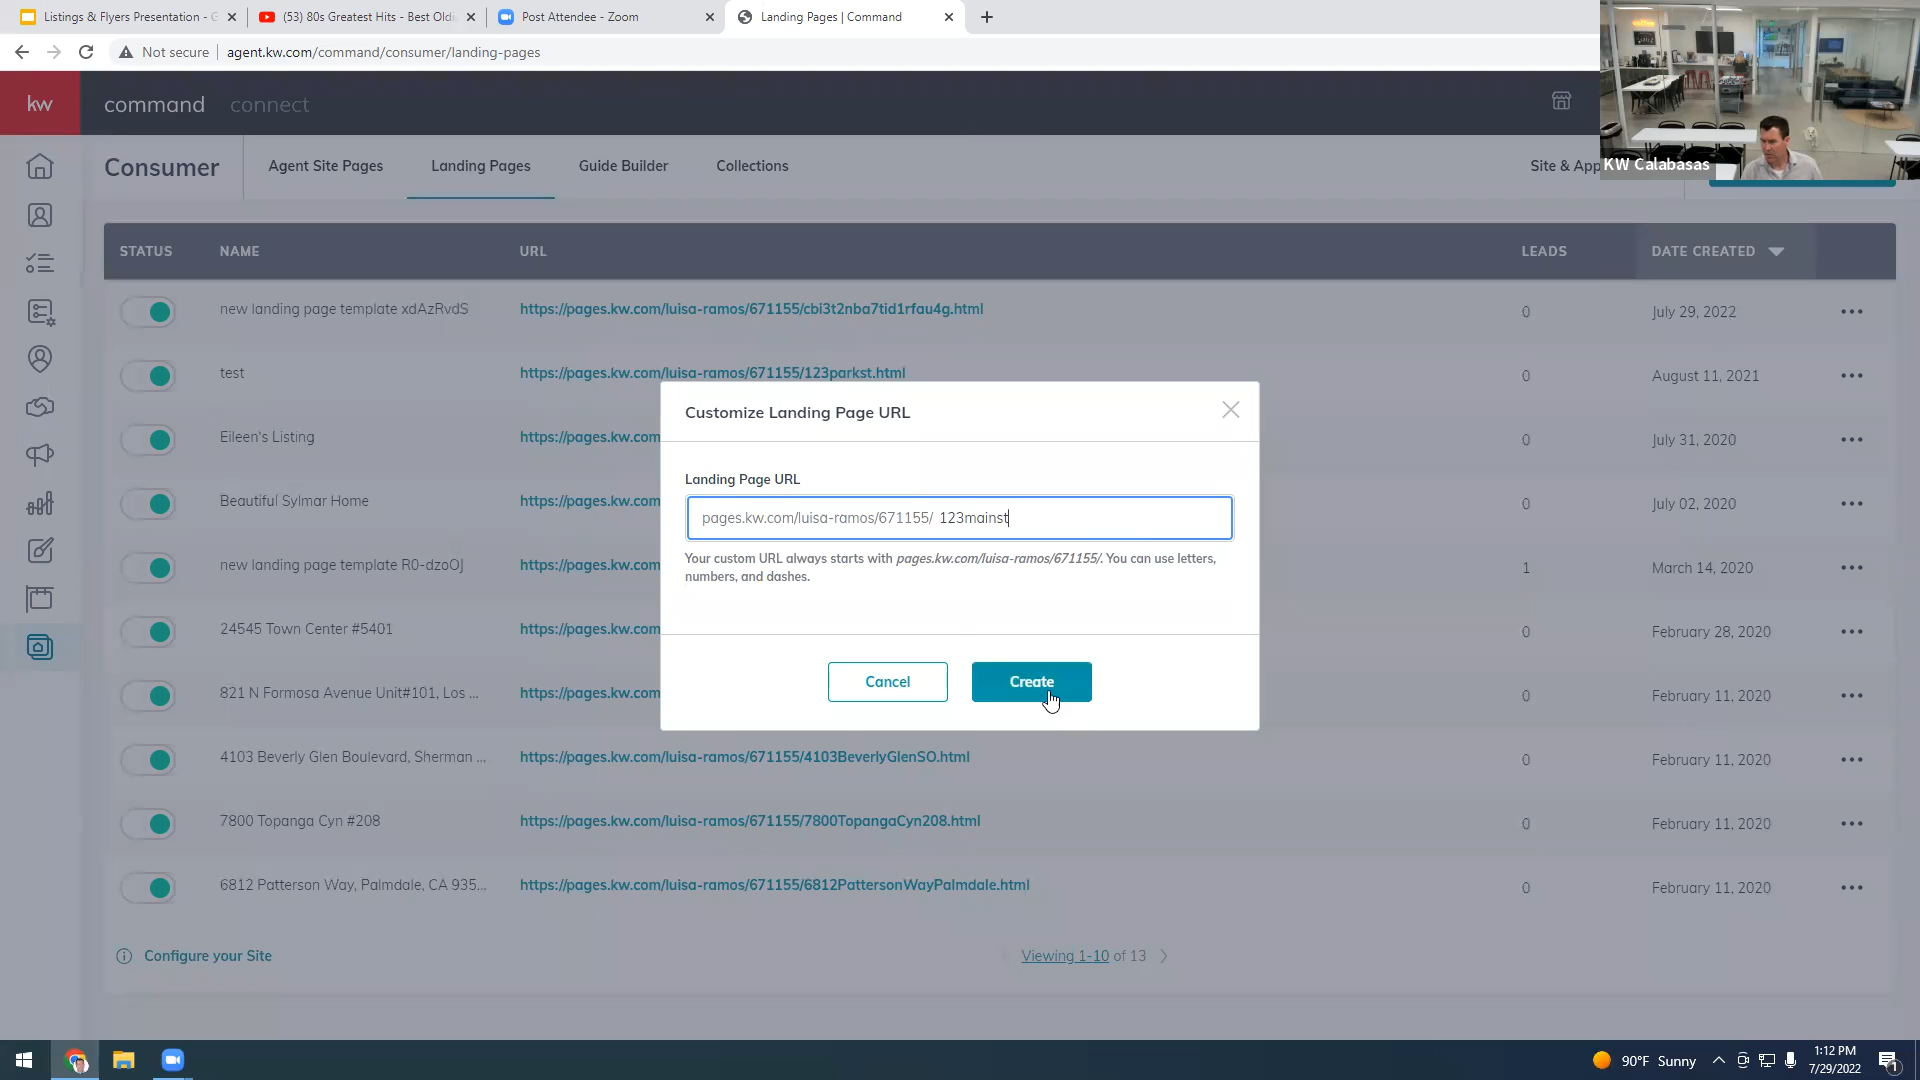 Listings & Flyers Presentation - G
(53) 80s Greatest Hits - Best Oldi
Post Attendee - Zoom
Landing Pages | Command
Not secure
agent.kw.com/command/consumer/landing-pages
kw
command
connect
Consumer
Agent Site Pages
Landing Pages
Guide Builder
Collections
Site & App
KW Calabasas
STATUS
NAME
URL
LEADS
DATE CREATED
new landing page template xdAzRvdS
https://pages.kw.com/luisa-ramos/671155/cbi3t2nba7tid1rfau4g.html
0
July 29, 2022
test
https://pages.kw.com/luisa-ramos/671155/123parkst.html
0
August 11, 2021
Eileen's Listing
https://pages.kw.com
0
July 31, 2020
Beautiful Sylmar Home
https://pages.kw.com
0
July 02, 2020
new landing page template R0-dzoOJ
https://pages.kw.com
1
March 14, 2020
24545 Town Center #5401
https://pages.kw.com
0
February 28, 2020
821 N Formosa Avenue Unit#101, Los ...
https://pages.kw.com
0
February 11, 2020
4103 Beverly Glen Boulevard, Sherman ...
https://pages.kw.com/luisa-ramos/671155/4103BeverlyGlenSO.html
0
February 11, 2020
7800 Topanga Cyn #208
https://pages.kw.com/luisa-ramos/671155/7800TopangaCyn208.html
0
February 11, 2020
6812 Patterson Way, Palmdale, CA 935...
https://pages.kw.com/luisa-ramos/671155/6812PattersonWayPalmdale.html
0
February 11, 2020
Configure your Site
Viewing 1-10 of 13
Customize Landing Page URL
Landing Page URL
pages.kw.com/luisa-ramos/671155/ 123mainst
Your custom URL always starts with pages.kw.com/luisa-ramos/671155/. You can use letters,
numbers, and dashes.
Cancel
Create
90°F Sunny
1:12 PM
7/29/2022
1